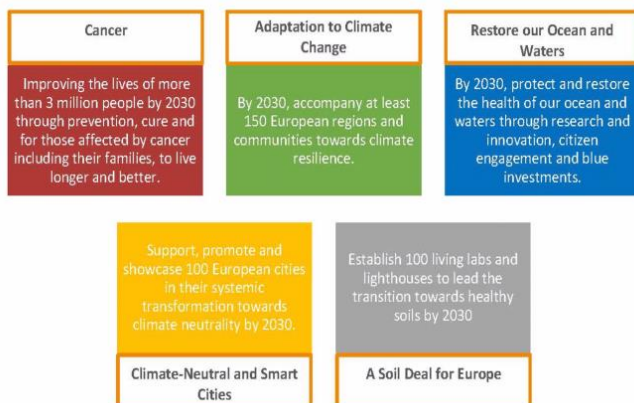 Cancer
Improving the lives of more
than 3 million people by 2030
through prevention, cure and
for those affected by cancer
including their families, to live
longer and better.
Adaptation to Climate
Change
By 2030, accompany at least
150 European regions and
communities towards climate
resilience.
Restore our Ocean and
Waters
By 2030, protect and restore
the health of our ocean and
waters through research and
innovation, citizen
engagement and blue
investments.
Support, promote and
showcase 100 European cities
in their systemic
transformation towards
climate neutrality by 2030.
Climate-Neutral and Smart
Cities
Establish 100 living labs and
lighthouses to lead the
transition towards healthy
soils by 2030
A Soil Deal for Europe